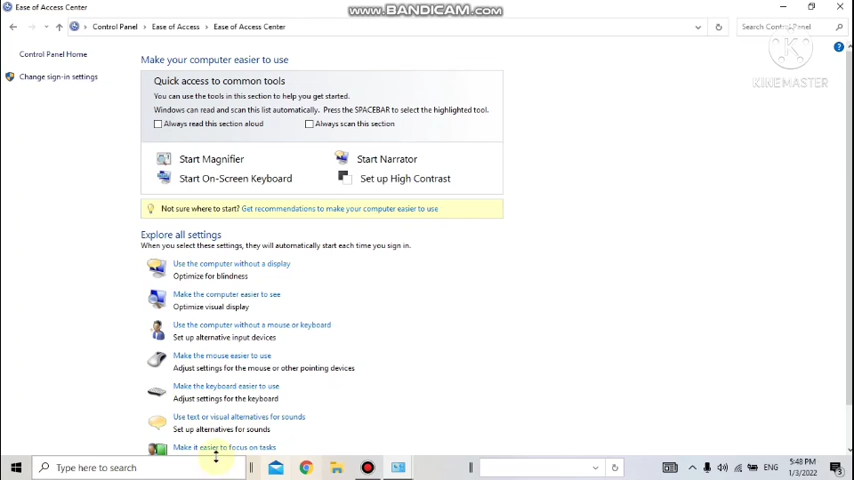 Ease of Access Center
www.BANDICAM.com
Control Panel
Ease of Access
Ease of Access Center
Search Control Panel
Control Panel Home
Change sign-in settings
KINEMASTER
Make your computer easier to use
Quick access to common tools
You can use the tools in this section to help you get started.
Windows can read and scan this list automatically. Press the SPACEBAR to select the highlighted tool.
Always read this section aloud
Always scan this section
Start Magnifier
Start Narrator
Start On-Screen Keyboard
Set up High Contrast
Not sure where to start? Get recommendations to make your computer easier to use
Explore all settings
When you select these settings, they will automatically start each time you sign in.
Use the computer without a display
Optimize for blindness
Make the computer easier to see
Optimize visual display
Use the computer without a mouse or keyboard
Set up alternative input devices
Make the mouse easier to use
Adjust settings for the mouse or other pointing devices
Make the keyboard easier to use
Adjust settings for the keyboard
Use text or visual alternatives for sounds
Set up alternatives for sounds
Make it easier to focus on tasks
Type here to search
ENG
5:48 PM
1/3/2022
3